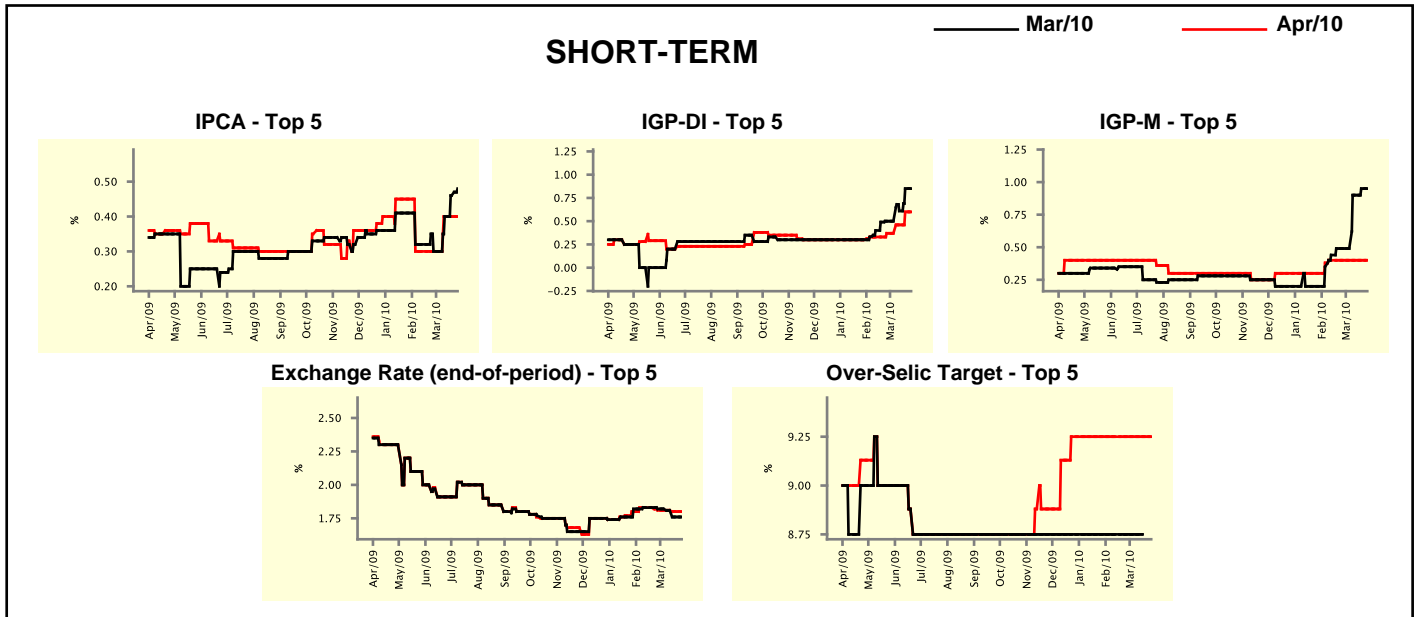 Mar/10 Apr/10
SHORT-TERM
IPCA - Top 5
%
0.50
0.40
0.30
0.20
Apr/09 May/09 Jun/09 Jul/09 Aug/09 Sep/09 Oct/09 Nov/09 Dec/09 Jan/10 Feb/10 Mar/10
IGP-DI - Top 5
%
1.25
1.00
0.75
0.50
0.25
0.00
−0.25
Apr/09 May/09 Jun/09 Jul/09 Aug/09 Sep/09 Oct/09 Nov/09 Dec/09 Jan/10 Feb/10 Mar/10
IGP-M - Top 5
%
1.25
1.00
0.75
0.50
0.25
Apr/09 May/09 Jun/09 Jul/09 Aug/09 Sep/09 Oct/09 Nov/09 Dec/09 Jan/10 Feb/10 Mar/10
Exchange Rate (end-of-period) - Top 5
%
2.50
2.25
2.00
1.75
Apr/09 May/09 Jun/09 Jul/09 Aug/09 Sep/09 Oct/09 Nov/09 Dec/09 Jan/10 Feb/10 Mar/10
Over-Selic Target - Top 5
%
9.25
9.00
8.75
Apr/09 May/09 Jun/09 Jul/09 Aug/09 Sep/09 Oct/09 Nov/09 Dec/09 Jan/10 Feb/10 Mar/10